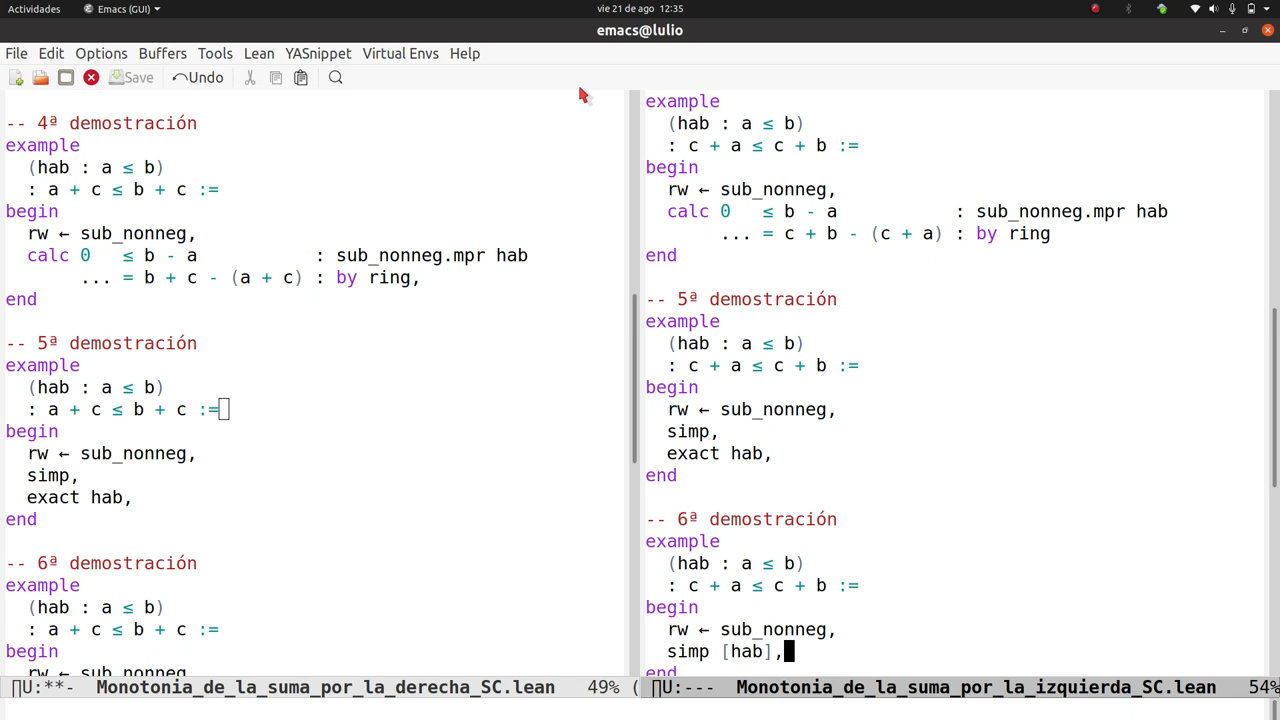 Actividades Emacs (GUI) vie 21 de ago 12:35
emacs@lulio
File Edit Options Buffers Tools Lean YASnippet Virtual Envs Help
Save Undo
-- 4ª demostración
example
(hab : a ≤ b)
: a + c ≤ b + c :=
begin
rw ← sub_nonneg,
calc 0 ≤ b - a : sub_nonneg.mpr hab
... = b + c - (a + c) : by ring,
end
-- 5ª demostración
example
(hab : a ≤ b)
: a + c ≤ b + c :=
begin
rw ← sub_nonneg,
simp,
exact hab,
end
-- 6ª demostración
example
(hab : a ≤ b)
: a + c ≤ b + c :=
begin
rw ← sub_nonneg
U:**- Monotonia_de_la_suma_por_la_derecha_SC.lean 49% (
example
(hab : a ≤ b)
: c + a ≤ c + b :=
begin
rw ← sub_nonneg,
calc 0 ≤ b - a : sub_nonneg.mpr hab
... = c + b - (c + a) : by ring
end
-- 5ª demostración
example
(hab : a ≤ b)
: c + a ≤ c + b :=
begin
rw ← sub_nonneg,
simp,
exact hab,
end
-- 6ª demostración
example
(hab : a ≤ b)
: c + a ≤ c + b :=
begin
rw ← sub_nonneg,
simp [hab],
end
U:--- Monotonia_de_la_suma_por_la_izquierda_SC.lean 54%